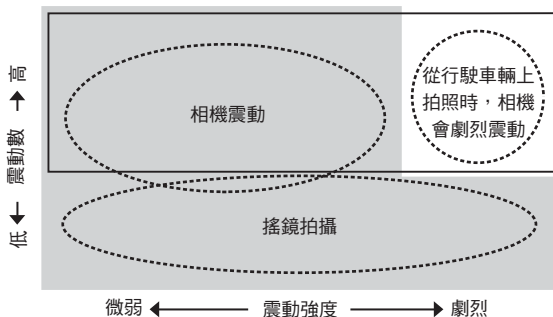 高
震動數
低
相機震動
從行駛車輛上
拍照時，相機
會劇烈震動
搖鏡拍攝
微弱
震動強度
劇烈